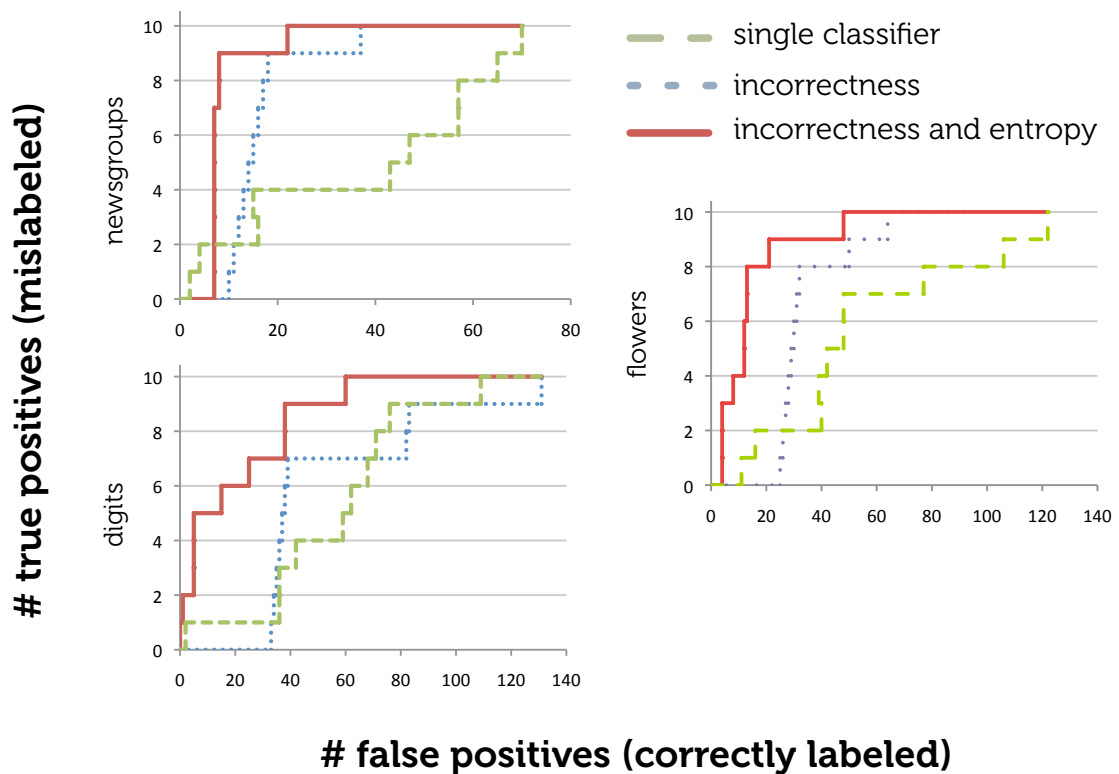 # true positives (mislabeled)
newsgroups
10
8
6
4
2
0
0 20 40 60 80
single classifier
incorrectness
incorrectness and entropy
digits
10
8
6
4
2
0
0 20 40 60 80 100 120 140
flowers
10
8
6
4
2
0
0 20 40 60 80 100 120 140
# false positives (correctly labeled)